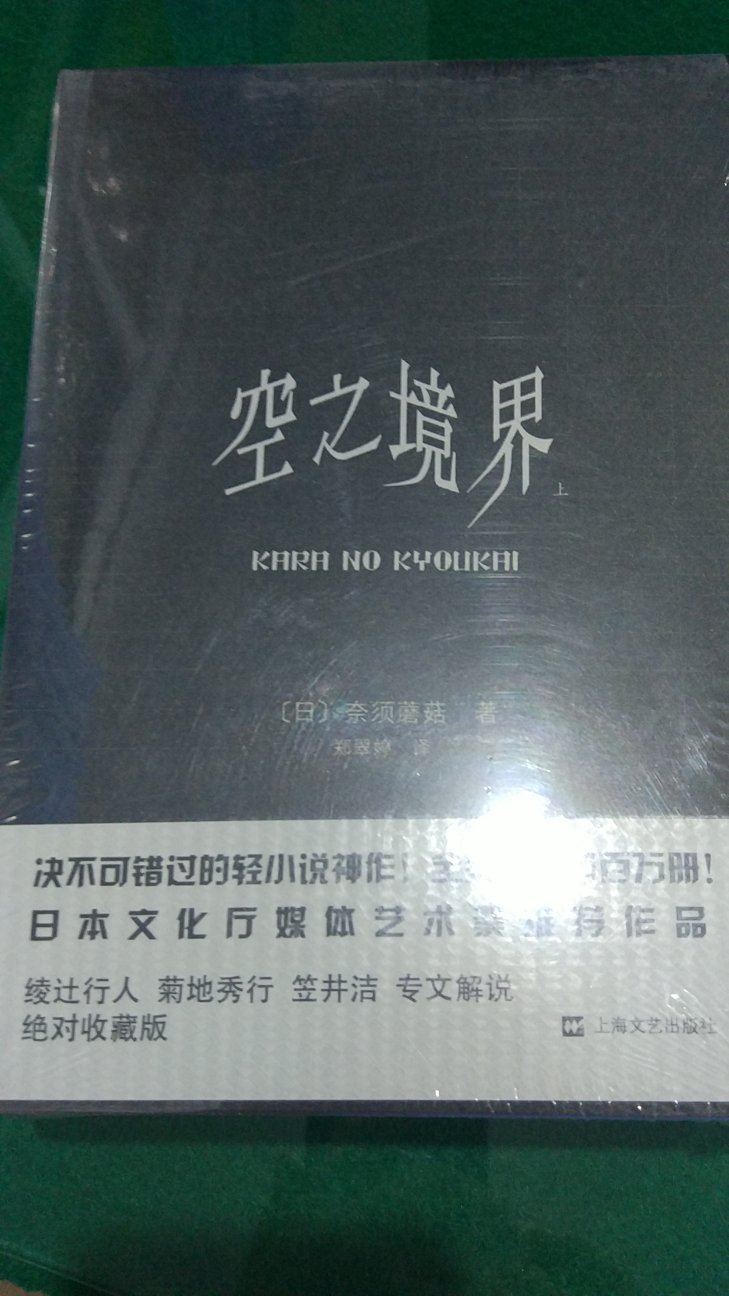 空之境界 上
KARA NO KYOUKAI
〔日〕奈须蘑菇 著
郑翠婷 译
决不可错过的轻小说神作！ 百万册！
日本文化厅媒体艺术祭推荐作品
绫辻行人 菊地秀行 笠井洁 专文解说
绝对收藏版
上海文艺出版社